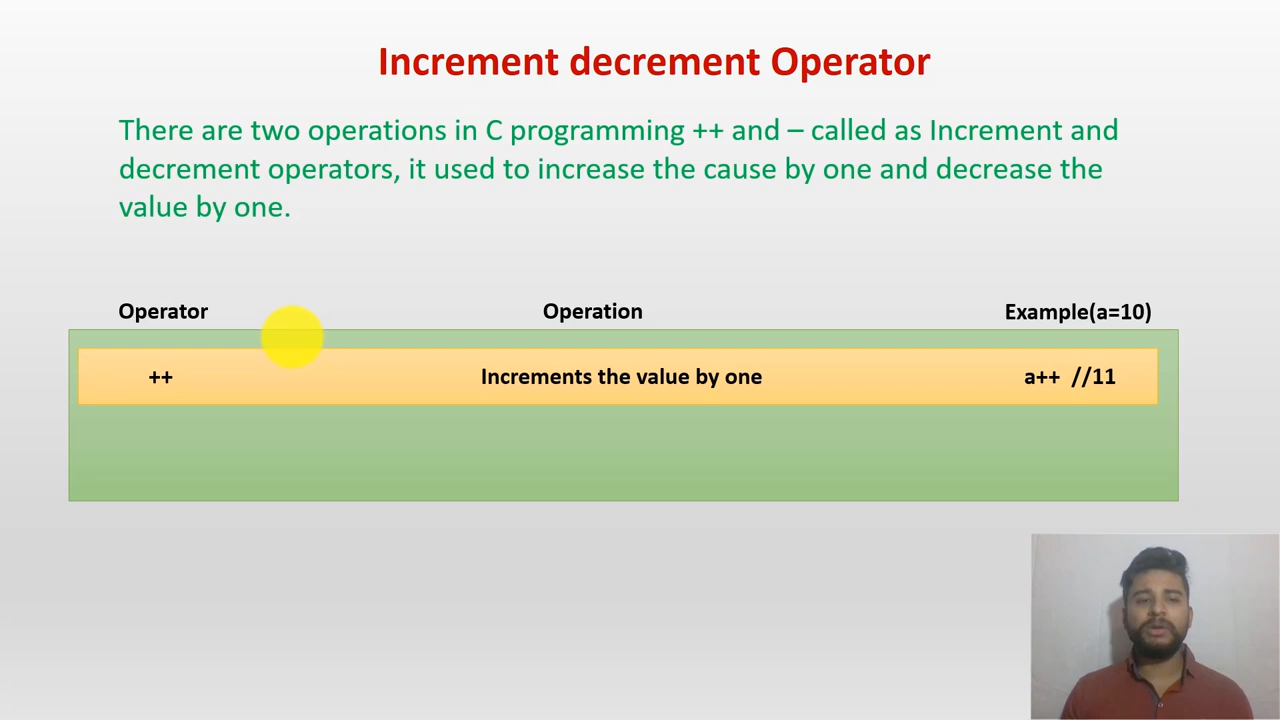 Increment decrement Operator
There are two operations in C programming ++ and – called as Increment and
decrement operators, it used to increase the cause by one and decrease the
value by one.
Operator Operation Example(a=10)
++ Increments the value by one a++ //11